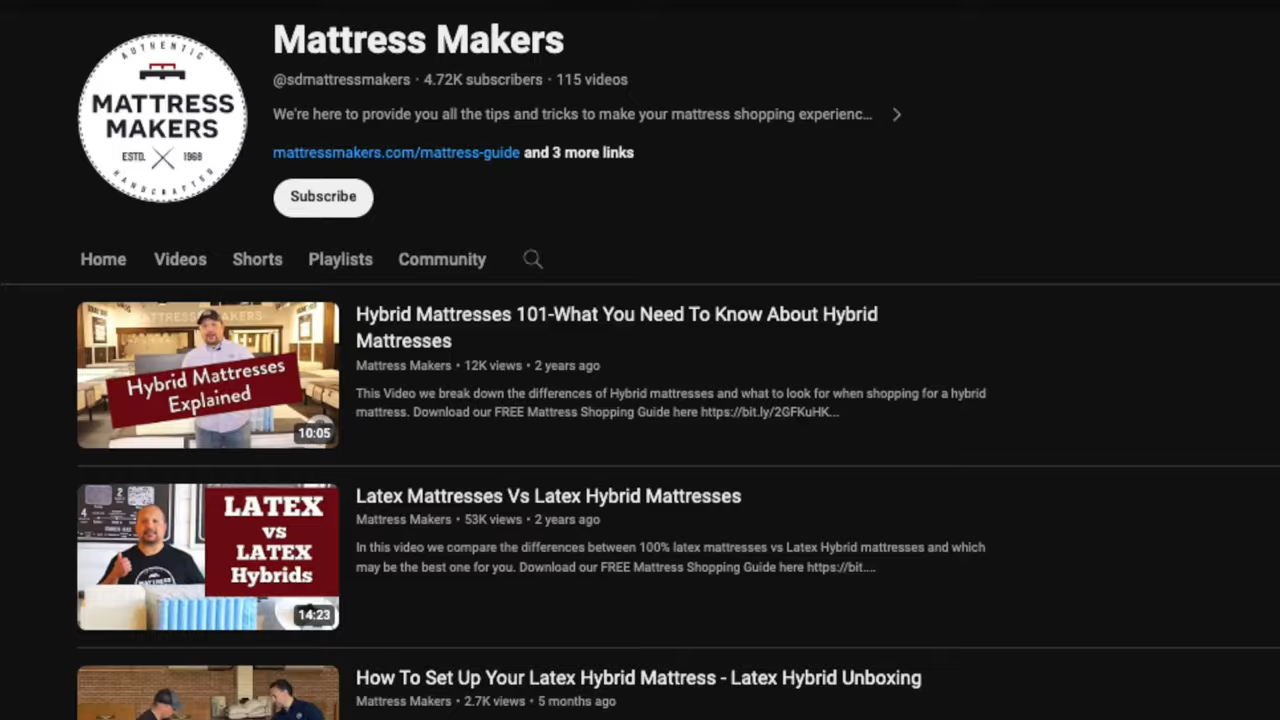 AUTHENTIC
MATTRESS
MAKERS
ESTD. 1968
HANDCRAFTED
Mattress Makers
@sdmattressmakers · 4.72K subscribers · 115 videos
We're here to provide you all the tips and tricks to make your mattress shopping experienc...
mattressmakers.com/mattress-guide and 3 more links
Subscribe
Home Videos Shorts Playlists Community
MATTRESS MAKERS
Hybrid Mattresses
Explained
10:05
Hybrid Mattresses 101-What You Need To Know About Hybrid
Mattresses
Mattress Makers • 12K views • 2 years ago
This Video we break down the differences of Hybrid mattresses and what to look for when shopping for a hybrid
mattress. Download our FREE Mattress Shopping Guide here https://bit.ly/2GFKuHK...
2
4
MATTRESS
LATEX
vs
LATEX
Hybrids
14:23
Latex Mattresses Vs Latex Hybrid Mattresses
Mattress Makers • 53K views • 2 years ago
In this video we compare the differences between 100% latex mattresses vs Latex Hybrid mattresses and which
may be the best one for you. Download our FREE Mattress Shopping Guide here https://bit....
How To Set Up Your Latex Hybrid Mattress - Latex Hybrid Unboxing
Mattress Makers • 2.7K views • 5 months ago